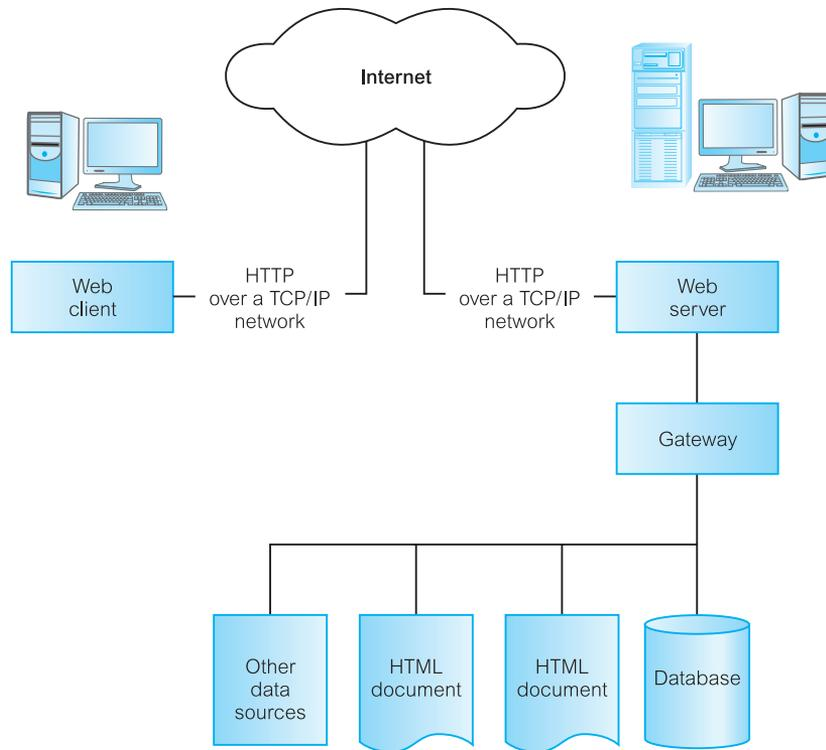 Internet
Web
client
HTTP
over a TCP/IP
network
HTTP
over a TCP/IP
network
Web
server
Gateway
Other
data
sources
HTML
document
HTML
document
Database